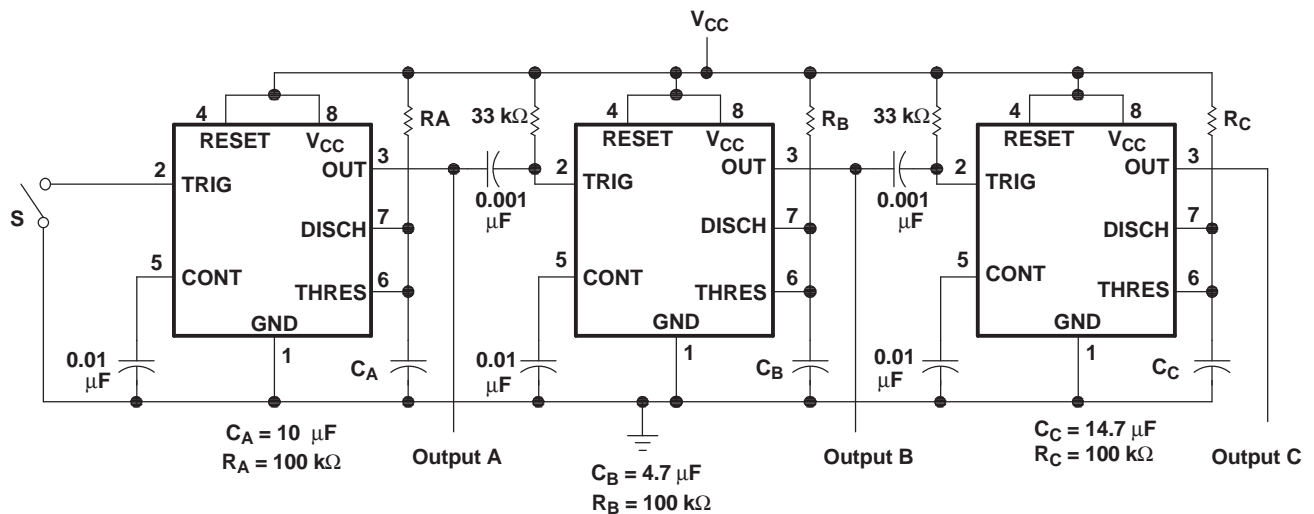 VCC
4
8
RESET
VCC
RA
33 kΩ
4
8
RESET
VCC
RB
33 kΩ
4
8
RESET
VCC
RC
2
TRIG
OUT
3
0.001
µF
2
TRIG
OUT
3
0.001
µF
2
TRIG
OUT
3
S
DISCH
7
DISCH
7
DISCH
7
5
CONT
THRES
6
5
CONT
THRES
6
5
CONT
THRES
6
GND
1
GND
1
GND
1
0.01
µF
CA
0.01
µF
CB
0.01
µF
CC
CA = 10 µF
RA = 100 kΩ
Output A
CB = 4.7 µF
RB = 100 kΩ
Output B
CC = 14.7 µF
RC = 100 kΩ
Output C